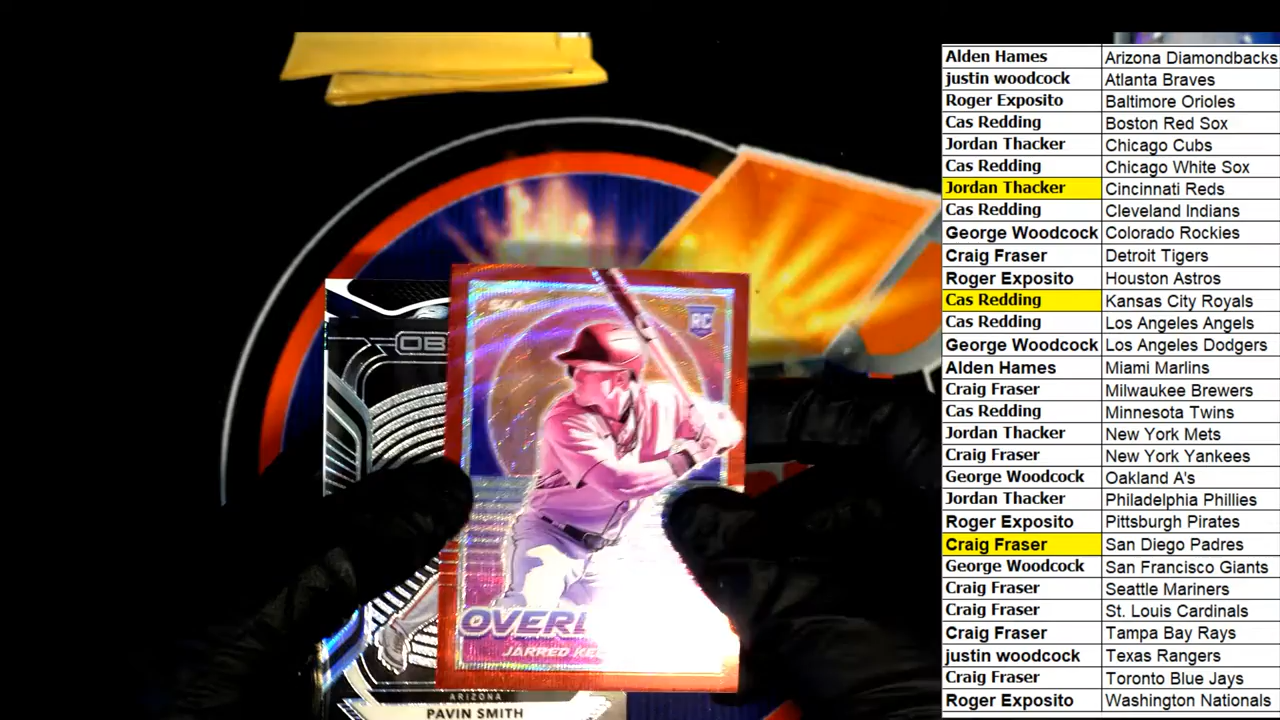 SEA
RC
OB
OVERL
JARRED KE
ARIZONA
PAVIN SMITH
Alden Hames Arizona Diamondbacks
justin woodcock Atlanta Braves
Roger Exposito Baltimore Orioles
Cas Redding Boston Red Sox
Jordan Thacker Chicago Cubs
Cas Redding Chicago White Sox
Jordan Thacker Cincinnati Reds
Cas Redding Cleveland Indians
George Woodcock Colorado Rockies
Craig Fraser Detroit Tigers
Roger Exposito Houston Astros
Cas Redding Kansas City Royals
Cas Redding Los Angeles Angels
George Woodcock Los Angeles Dodgers
Alden Hames Miami Marlins
Craig Fraser Milwaukee Brewers
Cas Redding Minnesota Twins
Jordan Thacker New York Mets
Craig Fraser New York Yankees
George Woodcock Oakland A's
Jordan Thacker Philadelphia Phillies
Roger Exposito Pittsburgh Pirates
Craig Fraser San Diego Padres
George Woodcock San Francisco Giants
Craig Fraser Seattle Mariners
Craig Fraser St. Louis Cardinals
Craig Fraser Tampa Bay Rays
justin woodcock Texas Rangers
Craig Fraser Toronto Blue Jays
Roger Exposito Washington Nationals